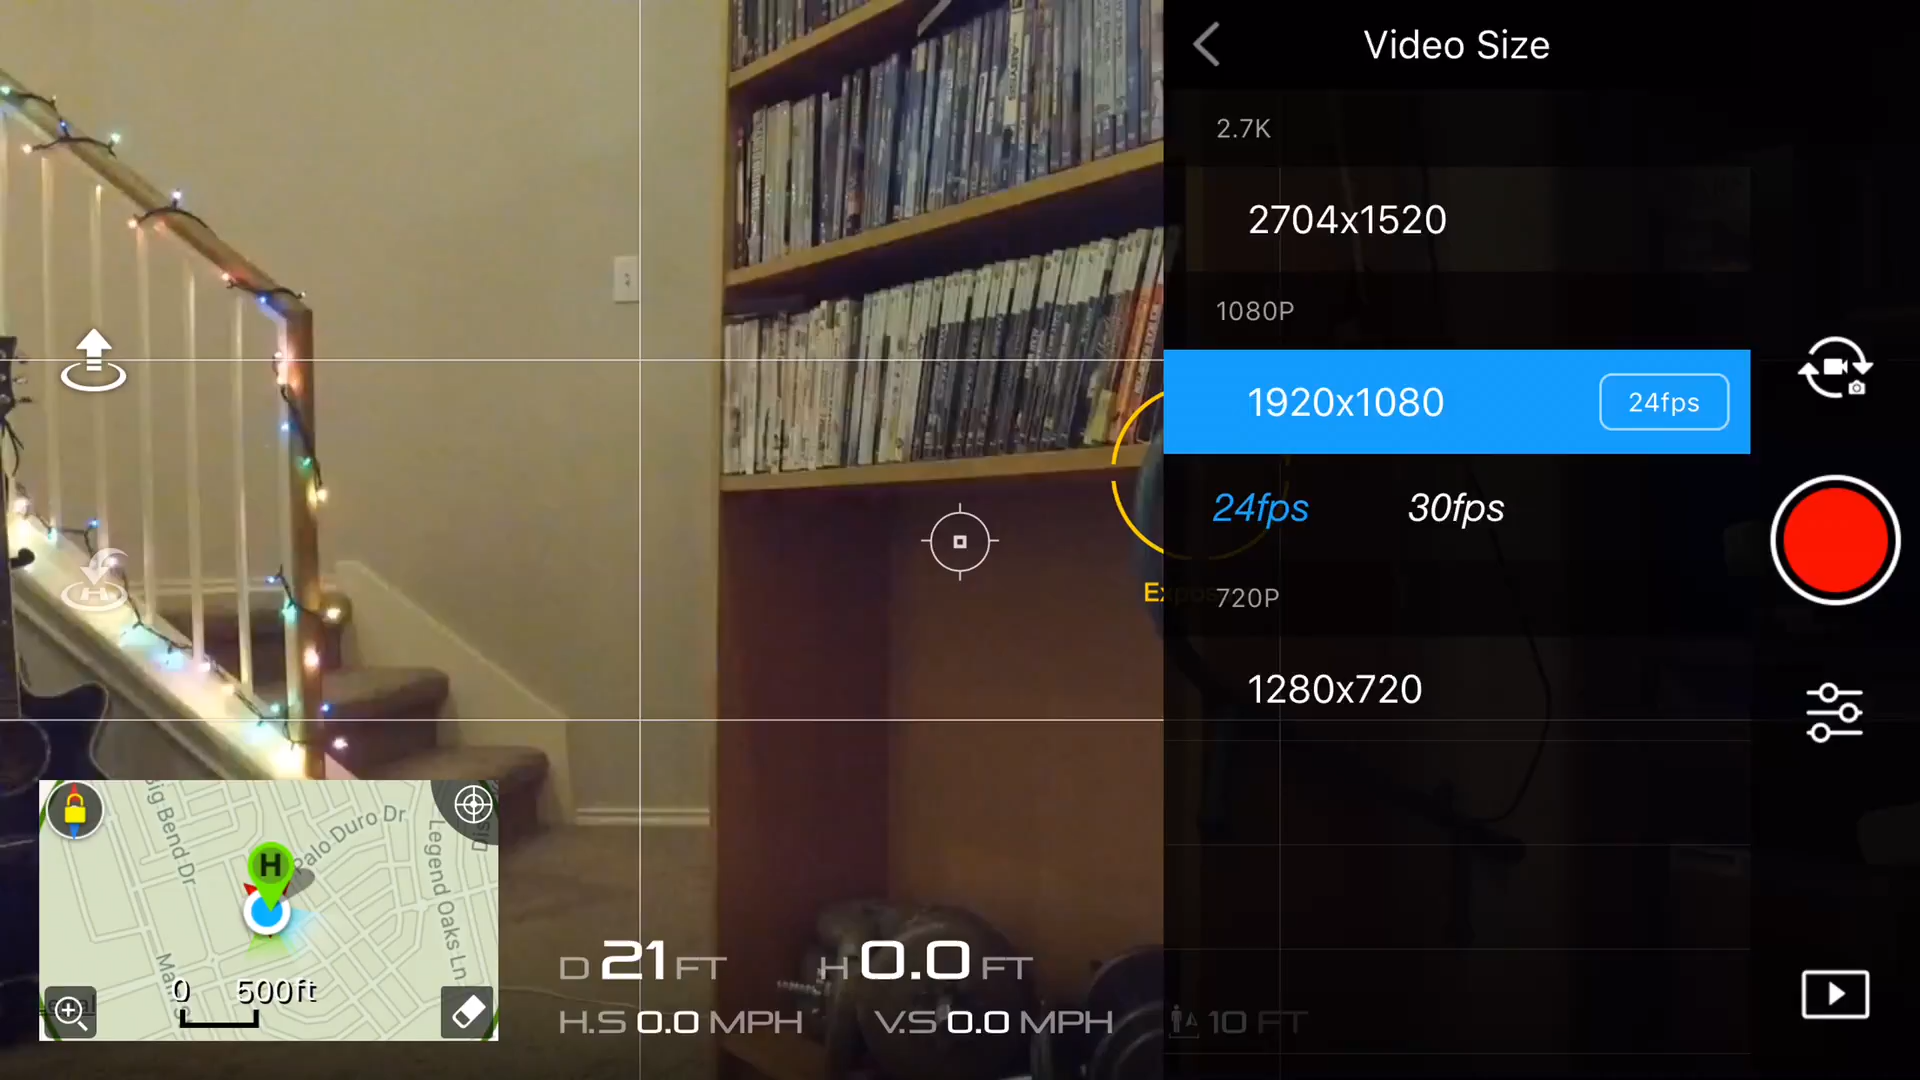 Video Size
2.7K
2704x1520
1080P
1920x1080 24fps
24fps 30fps
720P
1280x720
Expos
Big Bend Dr
Palo Duro Dr
Legend Oaks Ln
H
0 500ft
D 21 FT H 0.0 FT
H.S 0.0 MPH V.S 0.0 MPH 10 FT